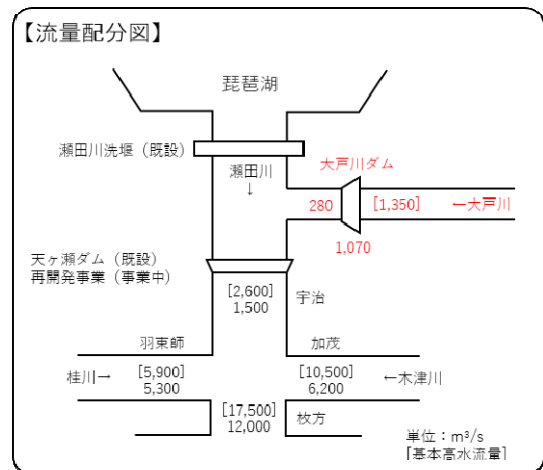 【流量配分図】
琵琶湖
瀬田川洗堰（既設）
瀬田川
↓
大戸川ダム
280
[1,350]
←大戸川
1,070
天ヶ瀬ダム（既設）
再開発事業（事業中）
[2,600]
1,500
宇治
羽束師
加茂
桂川→
[5,900]
5,300
[10,500]
6,200
←木津川
[17,500]
12,000
枚方
単位：m³/s
[基本高水流量]